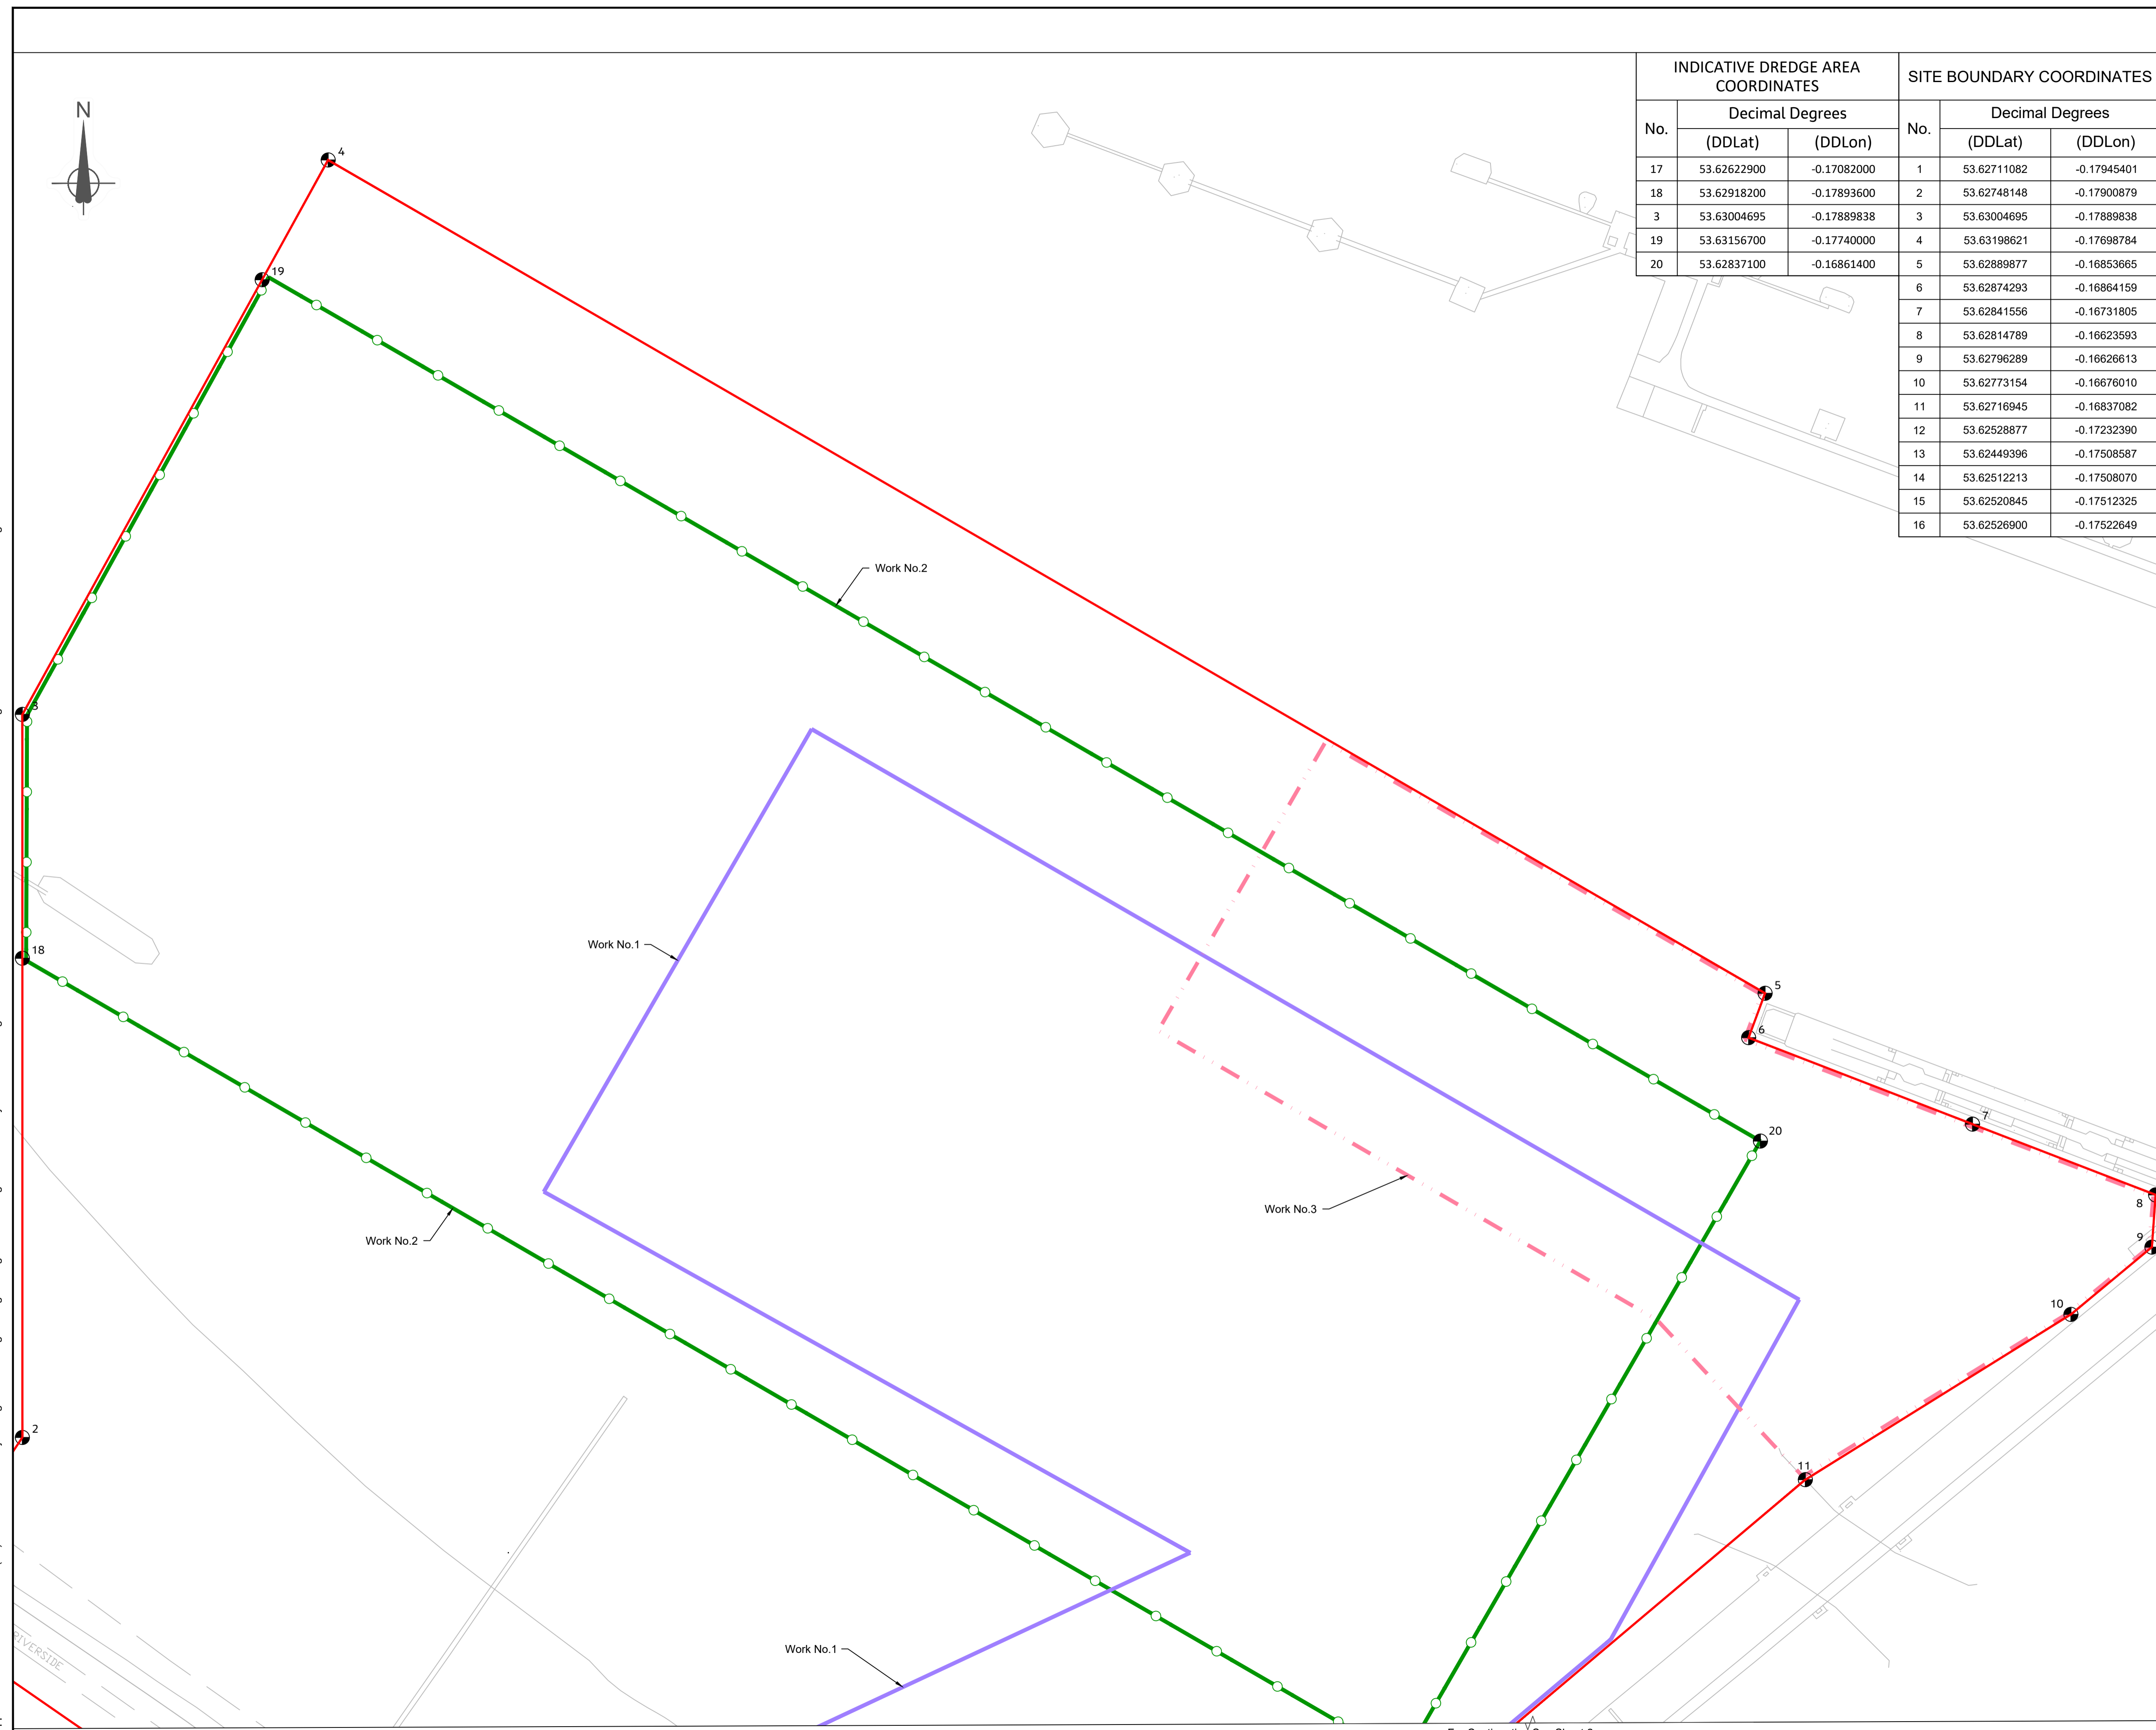 N
INDICATIVE DREDGE AREA
COORDINATES
No. Decimal Degrees
(DDLat) (DDLon)
17 53.62622900 -0.17082000
18 53.62918200 -0.17893600
3 53.63004695 -0.17889838
19 53.63156700 -0.17740000
20 53.62837100 -0.16861400
SITE BOUNDARY COORDINATES
No. Decimal Degrees
(DDLat) (DDLon)
1 53.62711082 -0.17945401
2 53.62748148 -0.17900879
3 53.63004695 -0.17889838
4 53.63198621 -0.17698784
5 53.62889877 -0.16853665
6 53.62874293 -0.16864159
7 53.62841556 -0.16731805
8 53.62814789 -0.16623593
9 53.62796289 -0.16626613
10 53.62773154 -0.16676010
11 53.62716945 -0.16837082
12 53.62528877 -0.17232390
13 53.62449396 -0.17508587
14 53.62512213 -0.17508070
15 53.62520845 -0.17512325
16 53.62526900 -0.17522649
4
19
Work No.2
3
Work No.1
18
5
6
7
20
8
Work No.3
9
Work No.2
10
2
11
RIVERSIDE
Work No.1